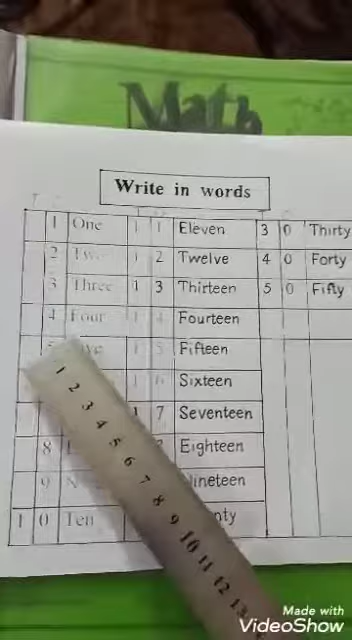 Math
Write in words
1 One 1 1 Eleven 3 0 Thirty
2 Two 1 2 Twelve 4 0 Forty
3 Three 1 3 Thirteen 5 0 Fifty
4 Four 1 4 Fourteen
5 1 5 Fifteen
1 6 Sixteen
1 7 Seventeen
8 Eighteen
9
1 0 Ten
1 2 3 4 5 6 7 8 9 10 11 12 13
Made with
VideoShow